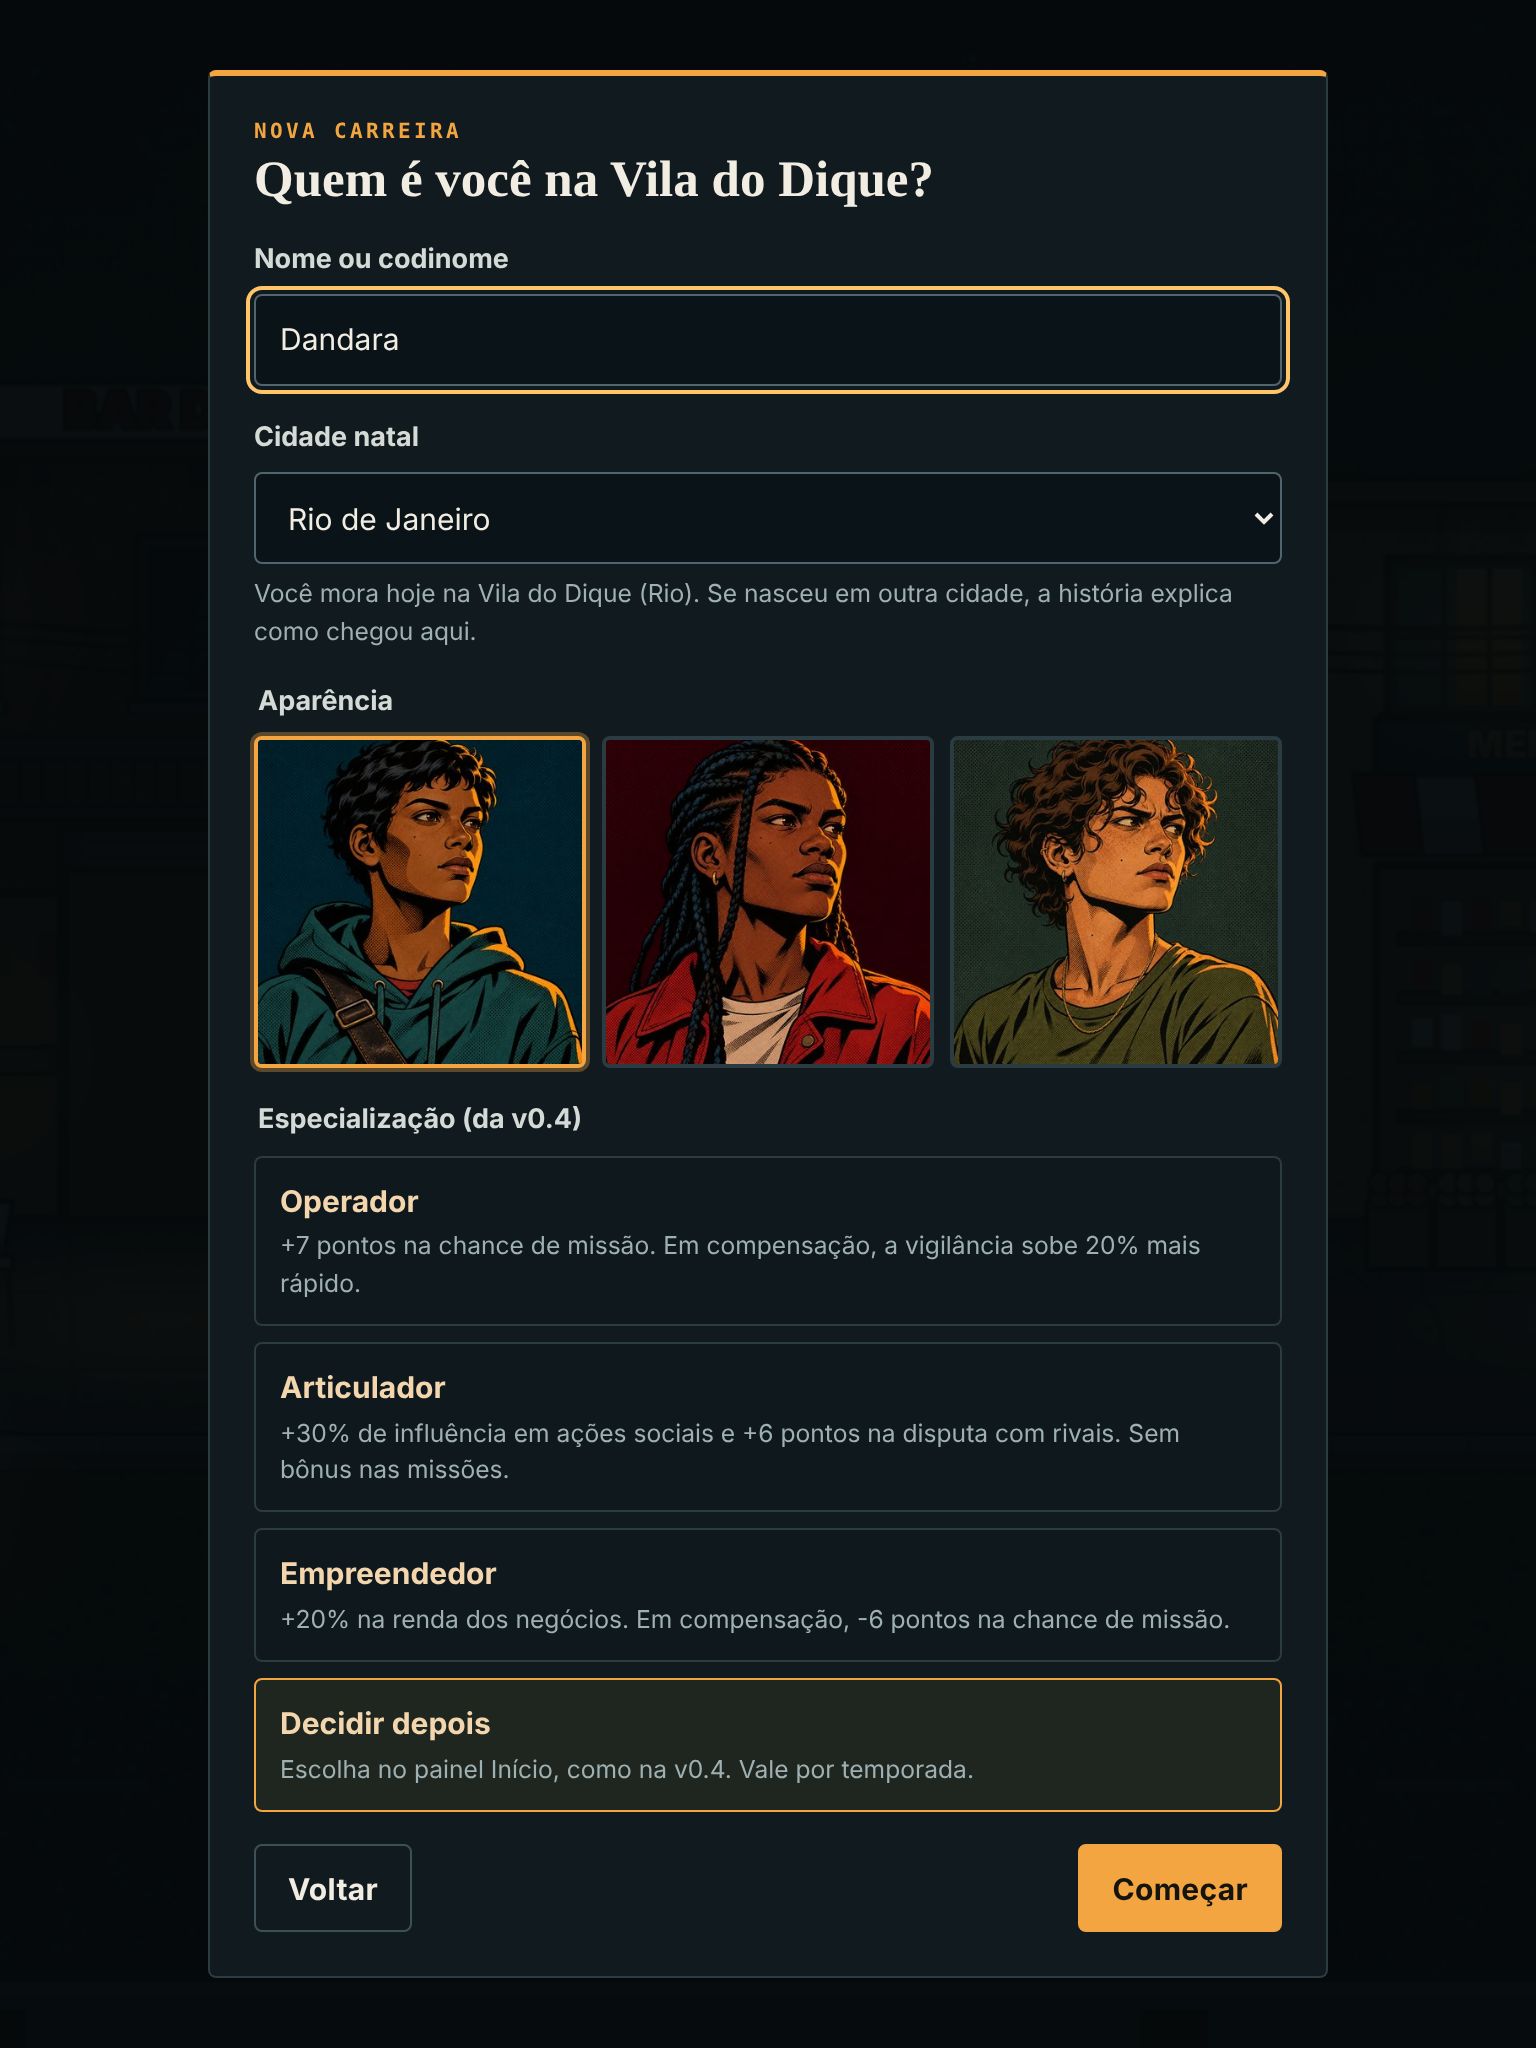 NOVA CARREIRA
Quem é você na Vila do Dique?
Nome ou codinome
Dandara
Cidade natal
Rio de Janeiro
Você mora hoje na Vila do Dique (Rio). Se nasceu em outra cidade, a história explica
como chegou aqui.
Aparência
Especialização (da v0.4)
Operador
+7 pontos na chance de missão. Em compensação, a vigilância sobe 20% mais
rápido.
Articulador
+30% de influência em ações sociais e +6 pontos na disputa com rivais. Sem
bônus nas missões.
Empreendedor
+20% na renda dos negócios. Em compensação, -6 pontos na chance de missão.
Decidir depois
Escolha no painel Início, como na v0.4. Vale por temporada.
Voltar
Começar
BAR